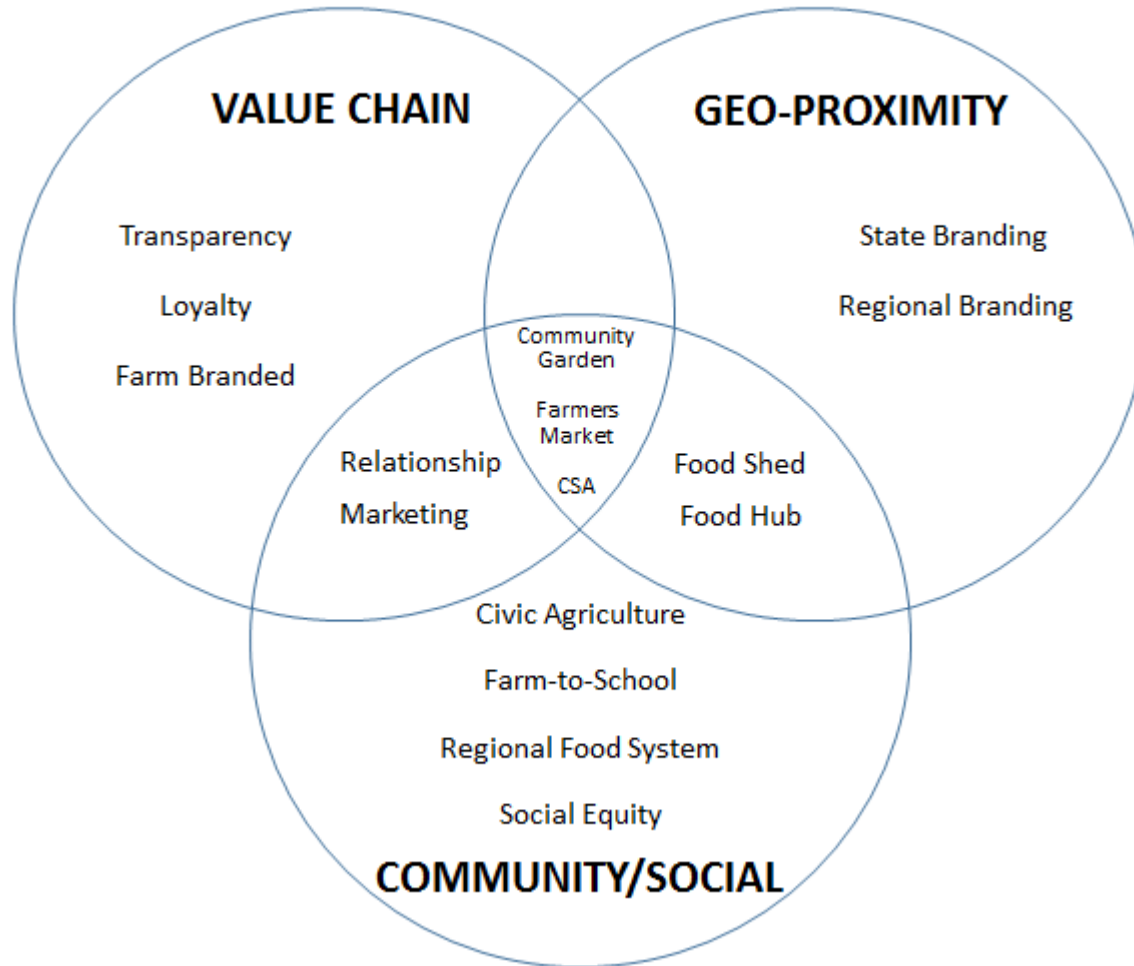 VALUE CHAIN
GEO-PROXIMITY
Transparency
State Branding
Loyalty
Regional Branding
Farm Branded
Community
Garden
Farmers
Market
CSA
Relationship
Marketing
Food Shed
Food Hub
Civic Agriculture
Farm-to-School
Regional Food System
Social Equity
COMMUNITY/SOCIAL